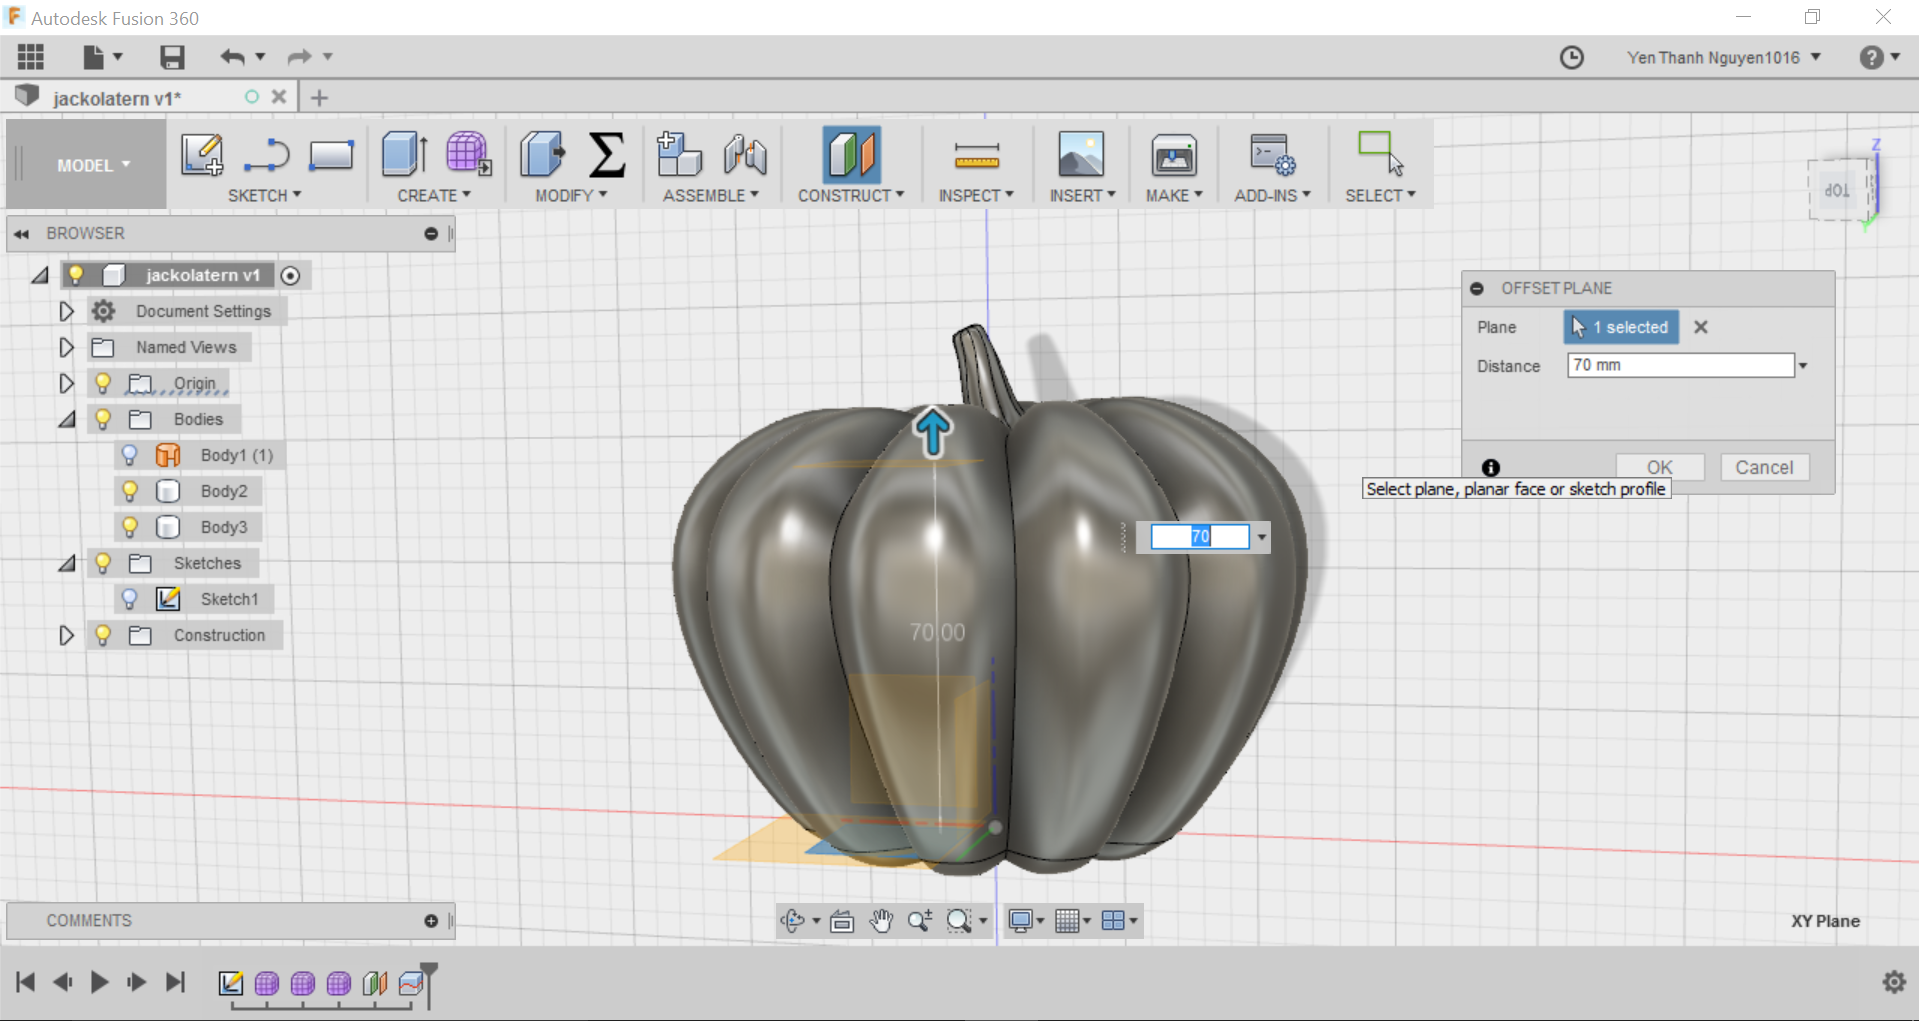 Autodesk Fusion 360
Yen Thanh Nguyen1016
jackolatern v1*
MODEL
SKETCH
CREATE
MODIFY
ASSEMBLE
CONSTRUCT
INSPECT
INSERT
MAKE
ADD-INS
SELECT
Z
TOP
BROWSER
jackolatern v1
Document Settings
Named Views
Origin
Bodies
Body1 (1)
Body2
Body3
Sketches
Sketch1
Construction
OFFSET PLANE
Plane
1 selected
Distance
70 mm
OK
Cancel
Select plane, planar face or sketch profile
70
70.00
COMMENTS
XY Plane